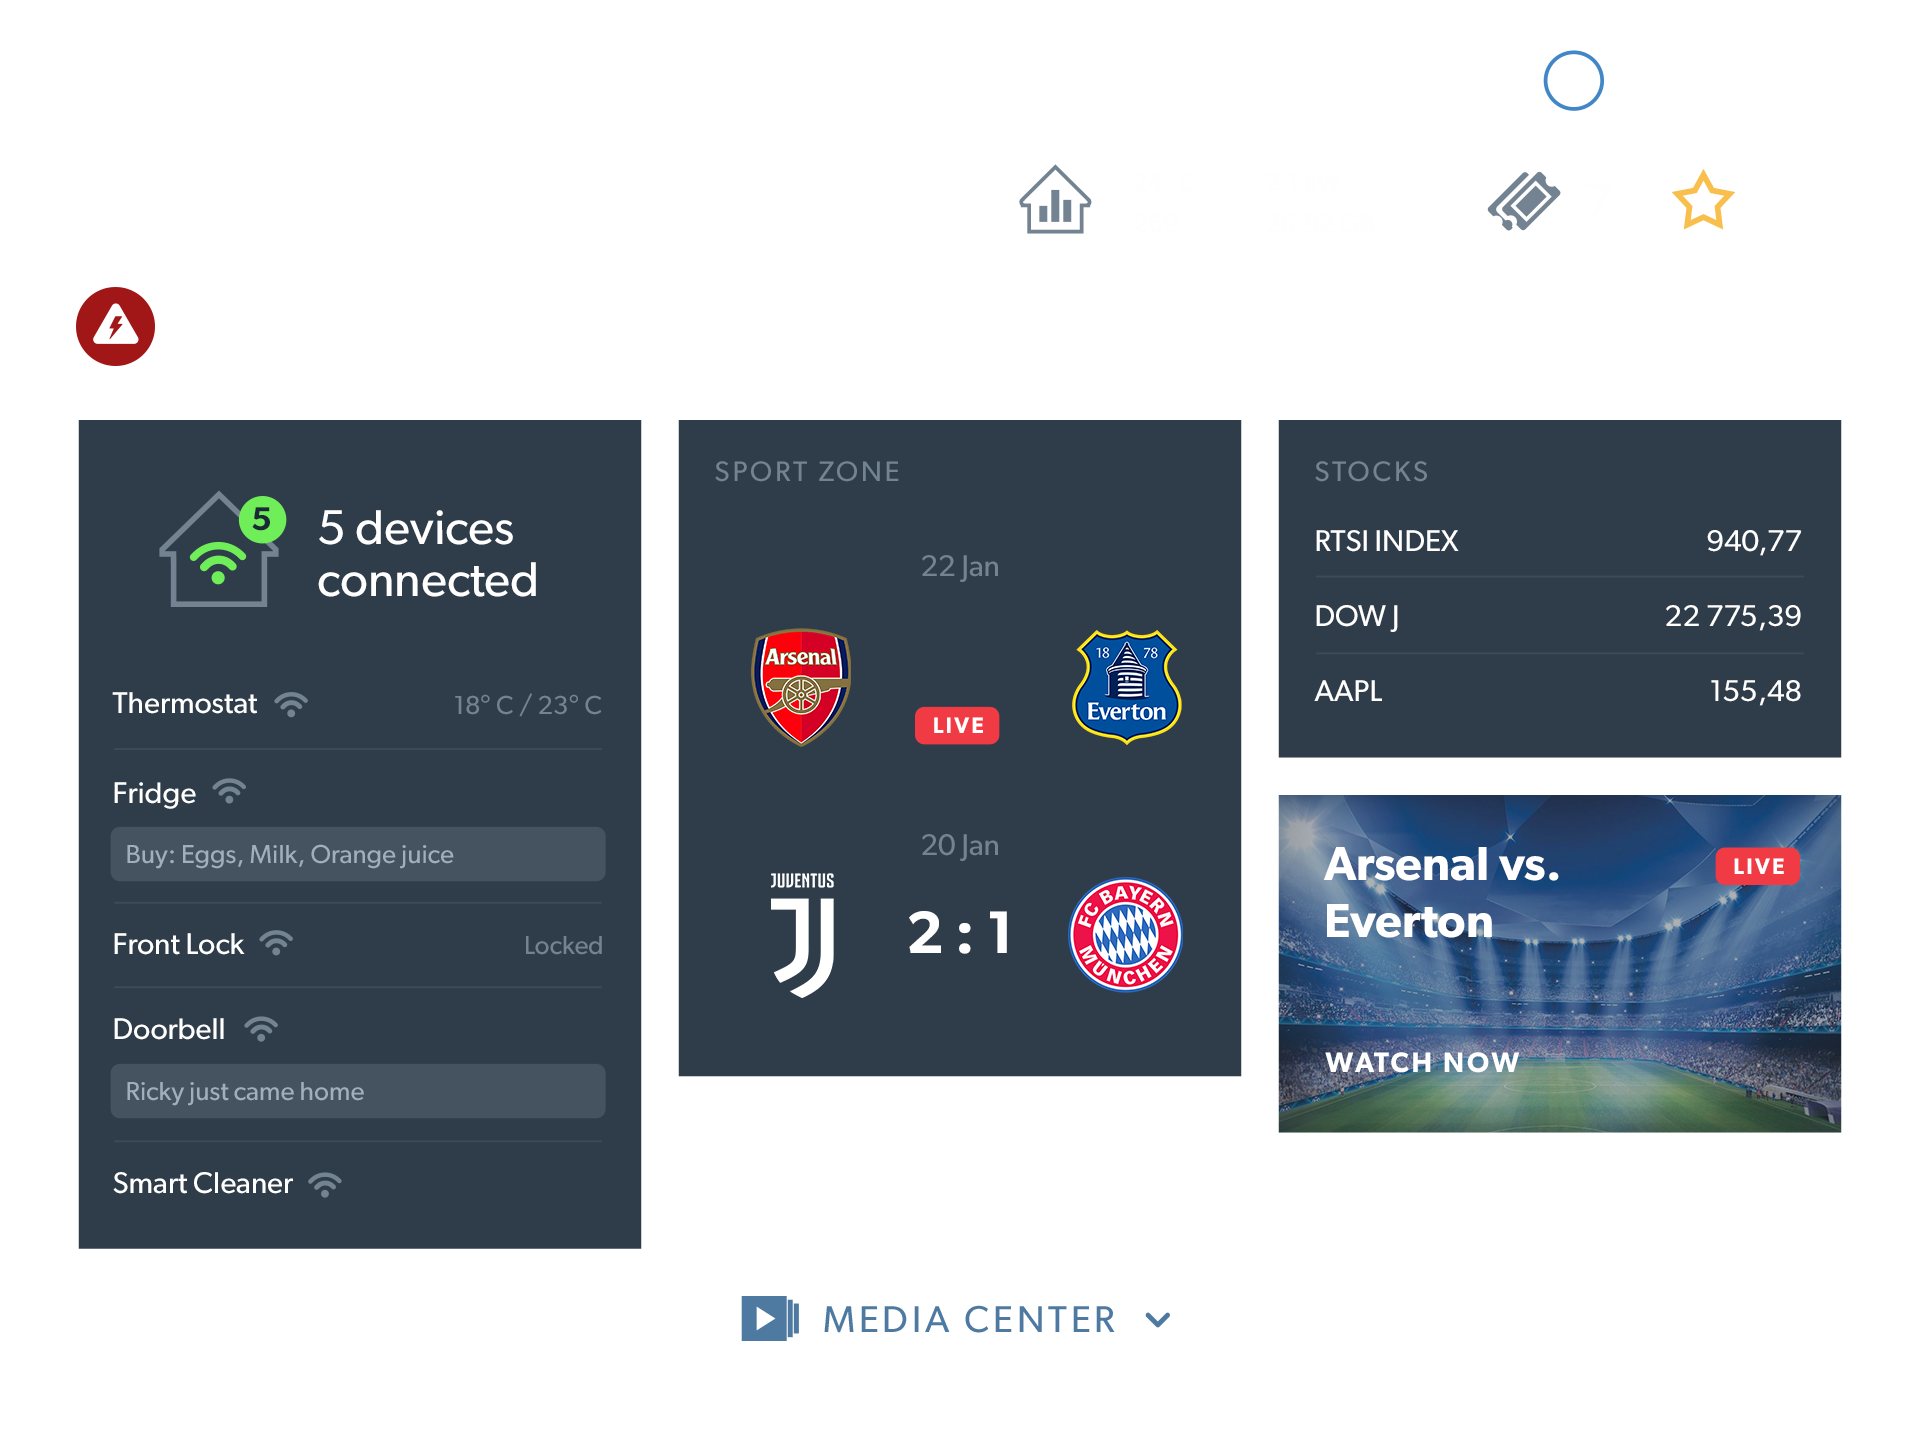 5
5 devices
connected
Thermostat
18° C / 23° C
Fridge
Buy: Eggs, Milk, Orange juice
Front Lock
Locked
Doorbell
Ricky just came home
Smart Cleaner
SPORT ZONE
22 Jan
Arsenal
LIVE
18 78
Everton
20 Jan
JUVENTUS
2 : 1
FC BAYERN
MÜNCHEN
STOCKS
RTSI INDEX 940,77
DOW J 22 775,39
AAPL 155,48
Arsenal vs.
Everton
LIVE
WATCH NOW
MEDIA CENTER